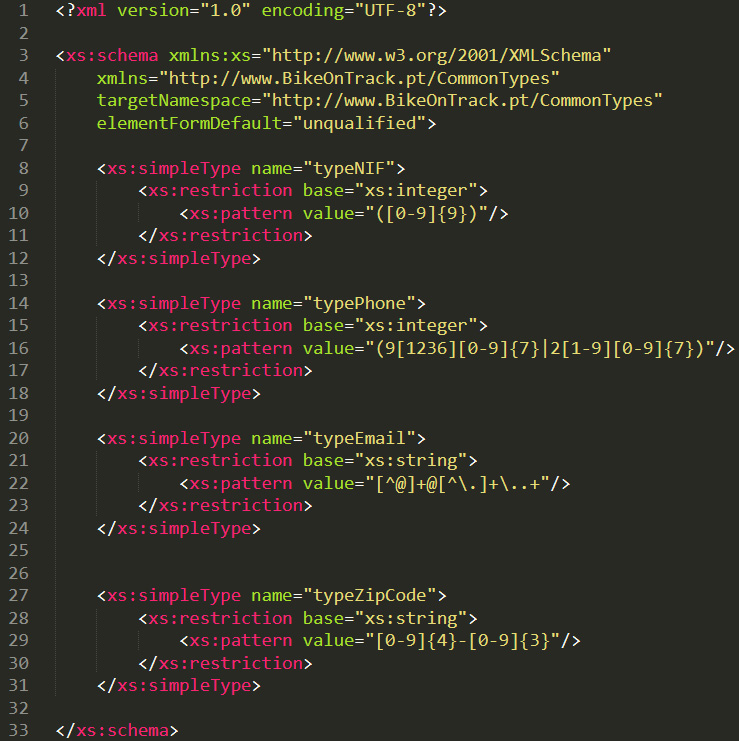 1 <?xml version="1.0" encoding="UTF-8"?>
2
3 <xs:schema xmlns:xs="http://www.w3.org/2001/XMLSchema"
4     xmlns="http://www.BikeOnTrack.pt/CommonTypes"
5     targetNamespace="http://www.BikeOnTrack.pt/CommonTypes"
6     elementFormDefault="unqualified">
7
8     <xs:simpleType name="typeNIF">
9         <xs:restriction base="xs:integer">
10             <xs:pattern value="([0-9]{9})"/>
11         </xs:restriction>
12     </xs:simpleType>
13
14     <xs:simpleType name="typePhone">
15         <xs:restriction base="xs:integer">
16             <xs:pattern value="(9[1236][0-9]{7}|2[1-9][0-9]{7})"/>
17         </xs:restriction>
18     </xs:simpleType>
19
20     <xs:simpleType name="typeEmail">
21         <xs:restriction base="xs:string">
22             <xs:pattern value="[^@]+@[^\.]+\..+"/>
23         </xs:restriction>
24     </xs:simpleType>
25
26
27     <xs:simpleType name="typeZipCode">
28         <xs:restriction base="xs:string">
29             <xs:pattern value="[0-9]{4}-[0-9]{3}"/>
30         </xs:restriction>
31     </xs:simpleType>
32
33 </xs:schema>